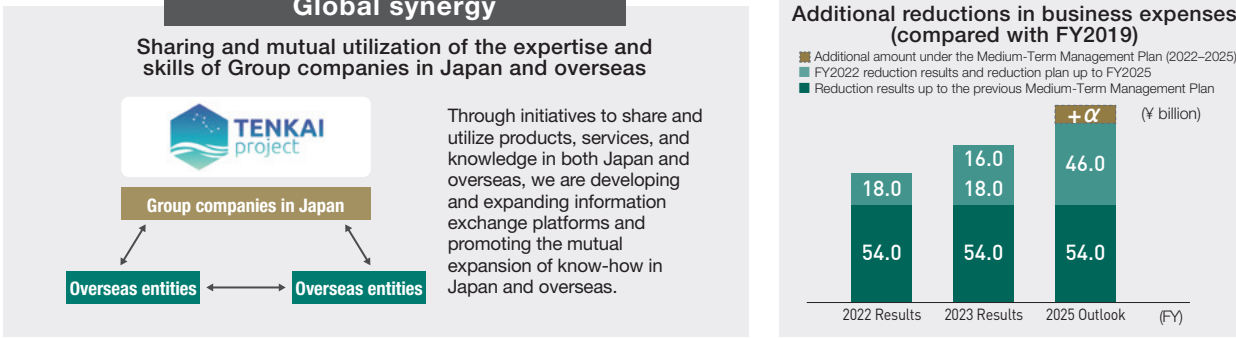 Global synergy
Sharing and mutual utilization of the expertise and
skills of Group companies in Japan and overseas
TENKAI
project
Group companies in Japan
Overseas entities
Overseas entities
Through initiatives to share and
utilize products, services, and
knowledge in both Japan and
overseas, we are developing
and expanding information
exchange platforms and
promoting the mutual
expansion of know-how in
Japan and overseas.
Additional reductions in business expenses
(compared with FY2019)
Additional amount under the Medium-Term Management Plan (2022–2025)
FY2022 reduction results and reduction plan up to FY2025
Reduction results up to the previous Medium-Term Management Plan
(¥ billion)
18.0
54.0
16.0
18.0
54.0
+α
46.0
54.0
2022 Results
2023 Results
2025 Outlook
(FY)